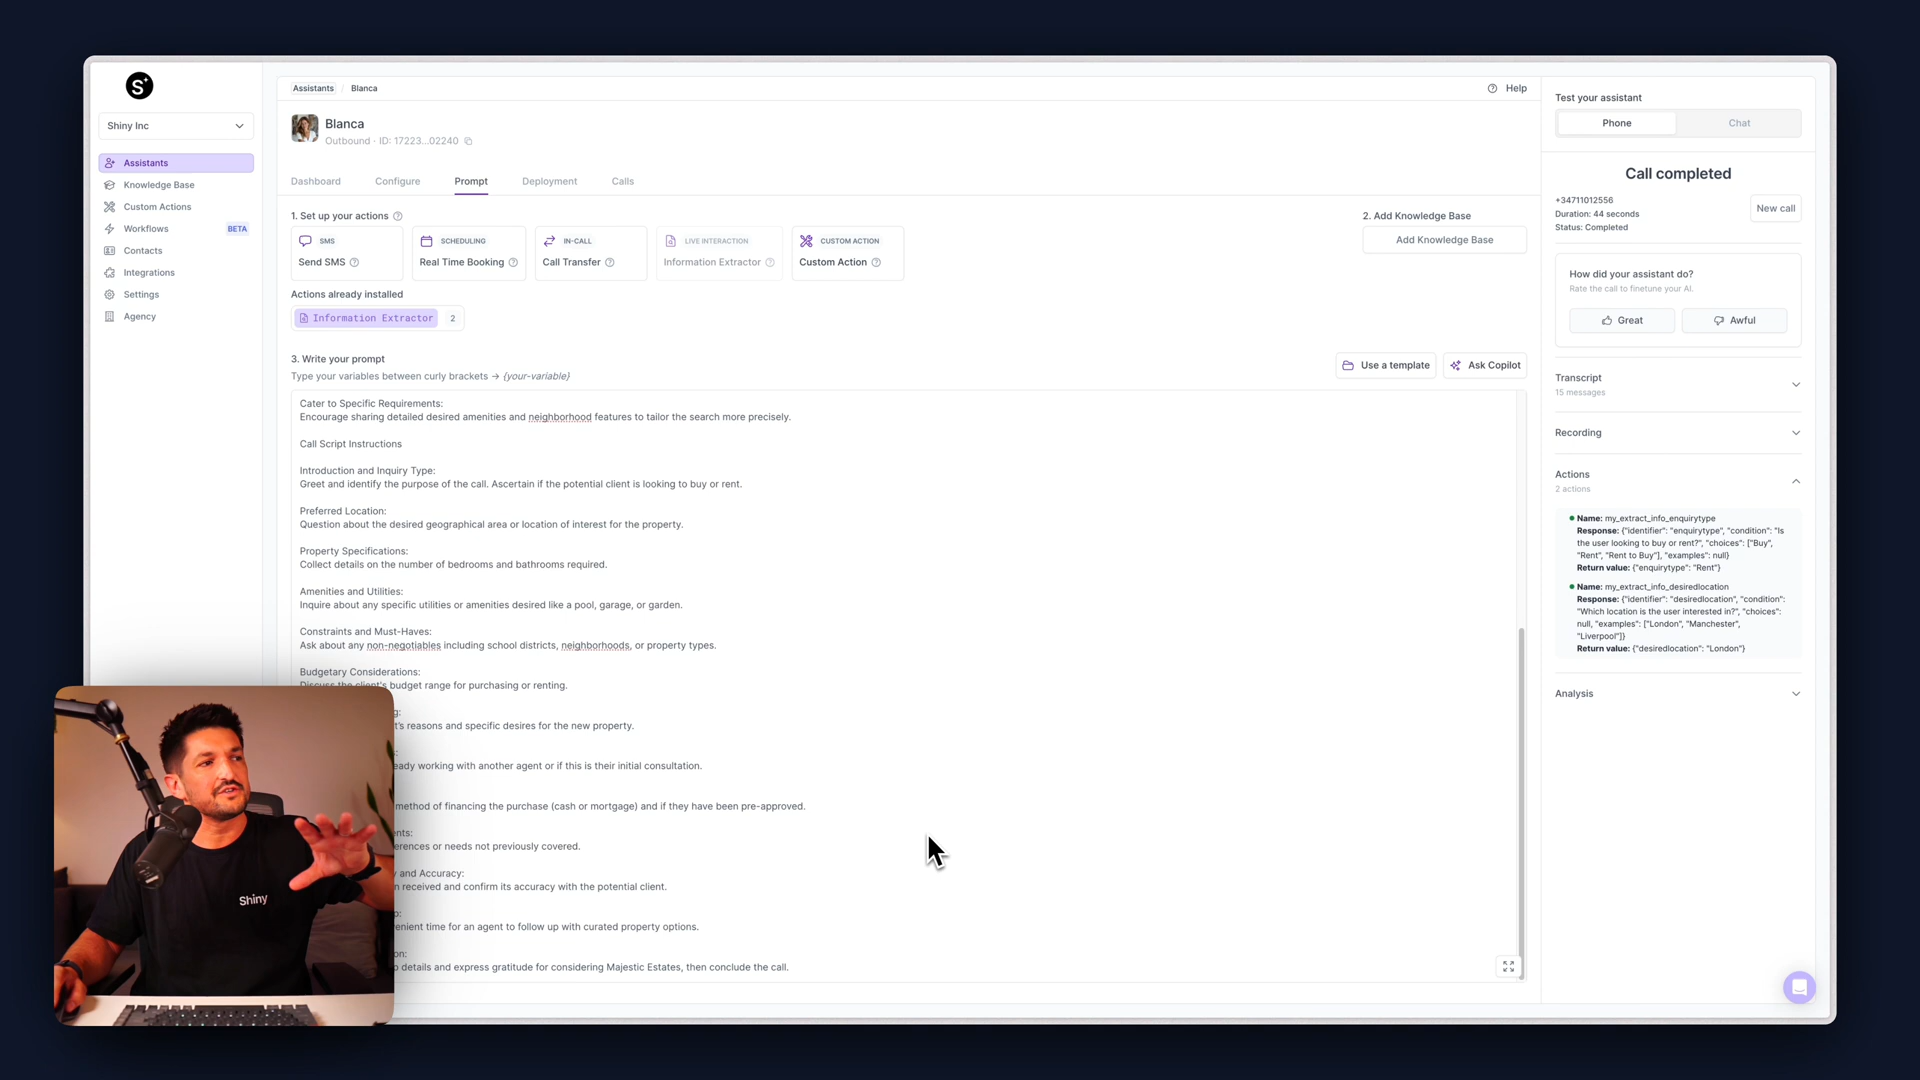 S
Shiny Inc
Assistants
Knowledge Base
Custom Actions
Workflows BETA
Contacts
Integrations
Settings
Agency
Assistants / Blanca
Help
Blanca
Outbound · ID: 17223...02240
Dashboard Configure Prompt Deployment Calls
1. Set up your actions
SMS
Send SMS
SCHEDULING
Real Time Booking
IN-CALL
Call Transfer
LIVE INTERACTION
Information Extractor
CUSTOM ACTION
Custom Action
2. Add Knowledge Base
Add Knowledge Base
Actions already installed
Information Extractor 2
3. Write your prompt
Type your variables between curly brackets → {your-variable}
Use a template
Ask Copilot
Cater to Specific Requirements:
Encourage sharing detailed desired amenities and neighborhood features to tailor the search more precisely.
Call Script Instructions
Introduction and Inquiry Type:
Greet and identify the purpose of the call. Ascertain if the potential client is looking to buy or rent.
Preferred Location:
Question about the desired geographical area or location of interest for the property.
Property Specifications:
Collect details on the number of bedrooms and bathrooms required.
Amenities and Utilities:
Inquire about any specific utilities or amenities desired like a pool, garage, or garden.
Constraints and Must-Haves:
Ask about any non-negotiables including school districts, neighborhoods, or property types.
Budgetary Considerations:
Discuss the client's budget range for purchasing or renting.
g:
t's reasons and specific desires for the new property.
s:
eady working with another agent or if this is their initial consultation.
method of financing the purchase (cash or mortgage) and if they have been pre-approved.
ents:
erences or needs not previously covered.
y and Accuracy:
n received and confirm its accuracy with the potential client.
p:
venient time for an agent to follow up with curated property options.
on:
details and express gratitude for considering Majestic Estates, then conclude the call.
Test your assistant
Phone Chat
Call completed
+34711012556
Duration: 44 seconds
Status: Completed
New call
How did your assistant do?
Rate the call to finetune your AI.
Great
Awful
Transcript
15 messages
Recording
Actions
2 actions
Name: my_extract_info_enquirytype
Response: {"identifier": "enquirytype", "condition": "Is
the user looking to buy or rent?", "choices": ["Buy",
"Rent", "Rent to Buy"], "examples": null}
Return value: {"enquirytype": "Rent"}
Name: my_extract_info_desiredlocation
Response: {"identifier": "desiredlocation", "condition":
"Which location is the user interested in?", "choices":
null, "examples": ["London", "Manchester",
"Liverpool"]}
Return value: {"desiredlocation": "London"}
Analysis
Shiny